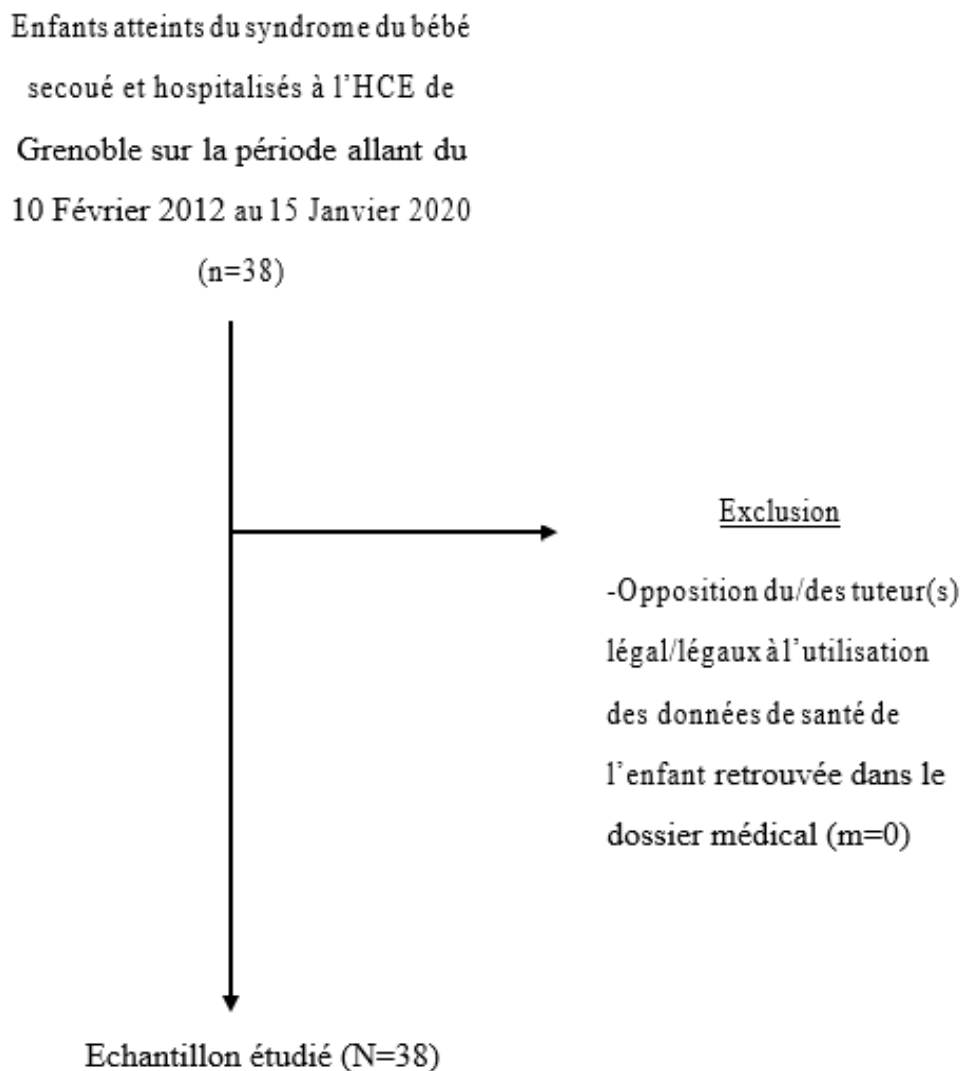 Enfants atteints du syndrome du bébé
secoué et hospitalisés à l'HCE de
Grenoble sur la période allant du
10 Février 2012 au 15 Janvier 2020
(n=38)
Exclusion
-Opposition du/des tuteur(s)
légal/légaux à l'utilisation
des données de santé de
l'enfant retrouvée dans le
dossier médical (m=0)
Echantillon étudié (N=38)